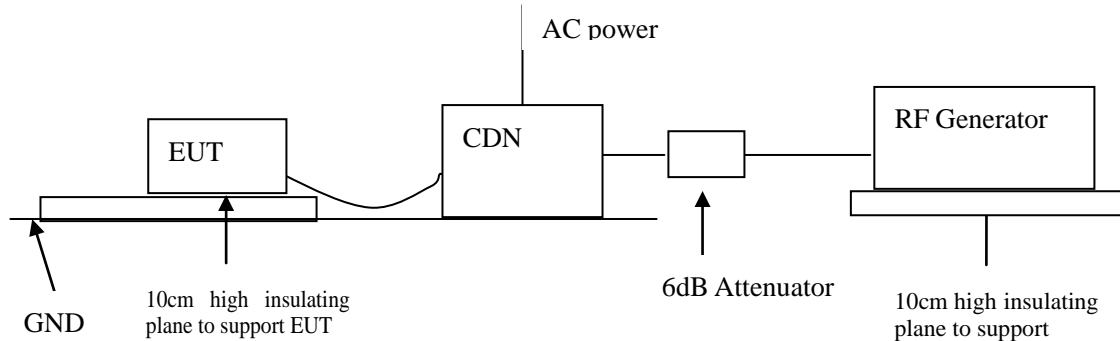 AC power
EUT
CDN
RF Generator
GND
10cm high insulating
plane to support EUT
6dB Attenuator
10cm high insulating
plane to support